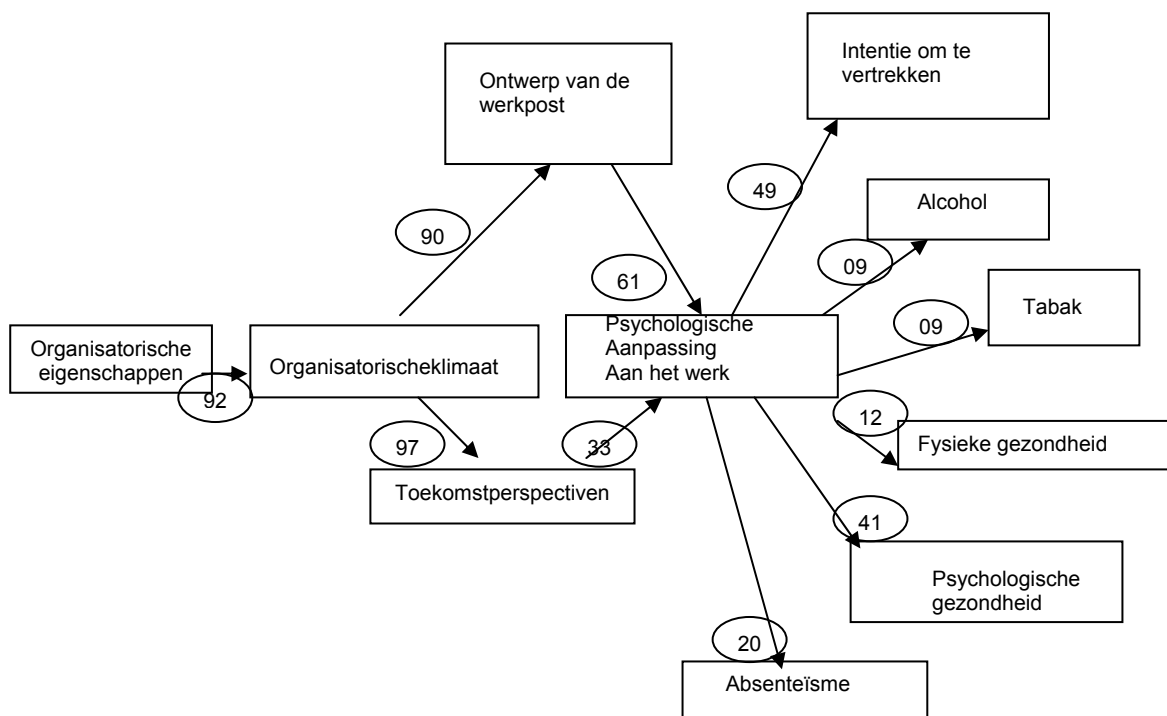 Intentie om te
vertrekken
Ontwerp van de
werkpost
49
Alcohol
90
09
61
Tabak
09
Organisatorische
eigenschappen
92
Organisatorischeklimaat
Psychologische
Aanpassing
Aan het werk
97
33
12
Fysieke gezondheid
Toekomstperspectiven
41
Psychologische
gezondheid
20
Absenteïsme